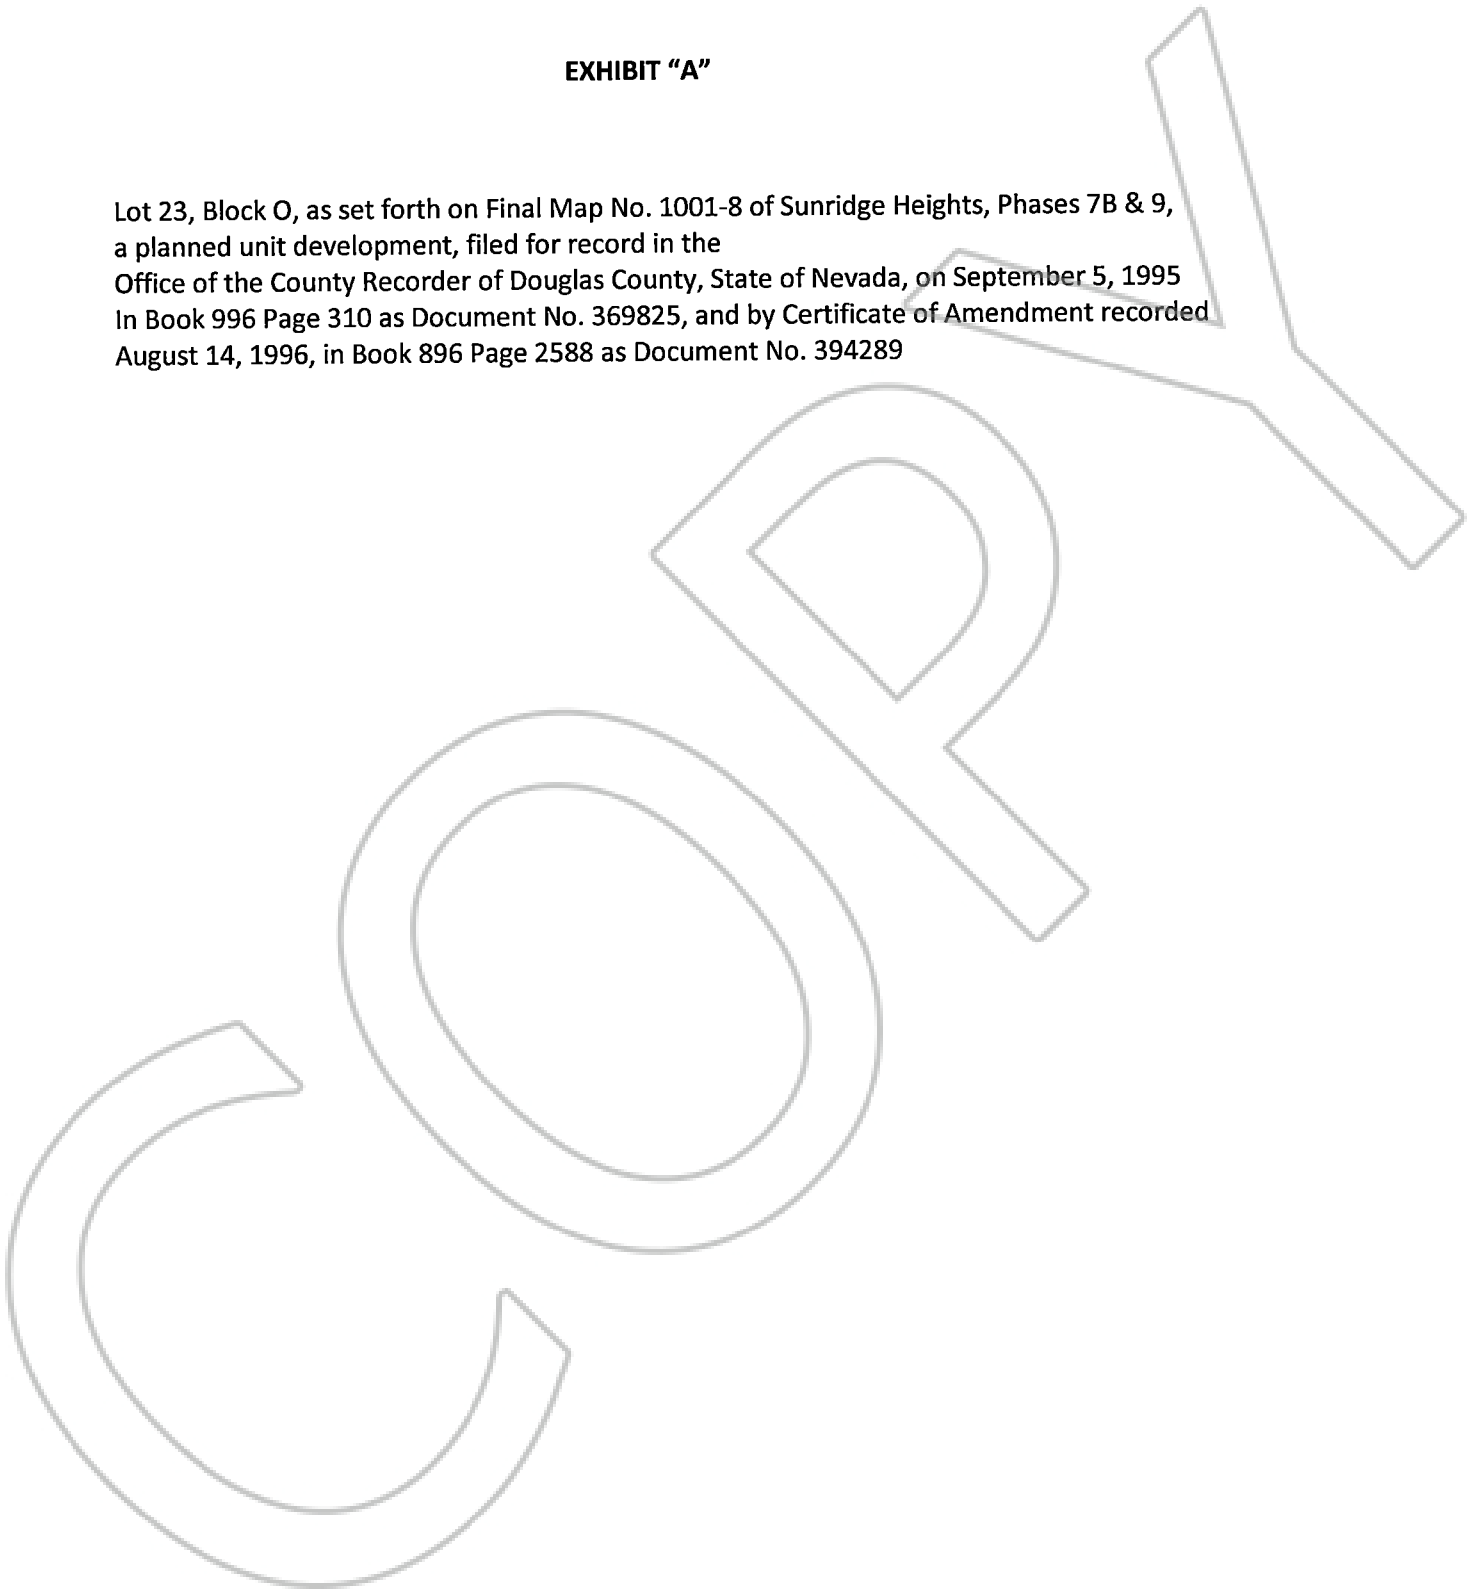 EXHIBIT “A”
Lot 23, Block O, as set forth on Final Map No. 1001-8 of Sunridge Heights, Phases 7B & 9,
a planned unit development, filed for record in the
Office of the County Recorder of Douglas County, State of Nevada, on September 5, 1995
In Book 996 Page 310 as Document No. 369825, and by Certificate of Amendment recorded
August 14, 1996, in Book 896 Page 2588 as Document No. 394289
COPY